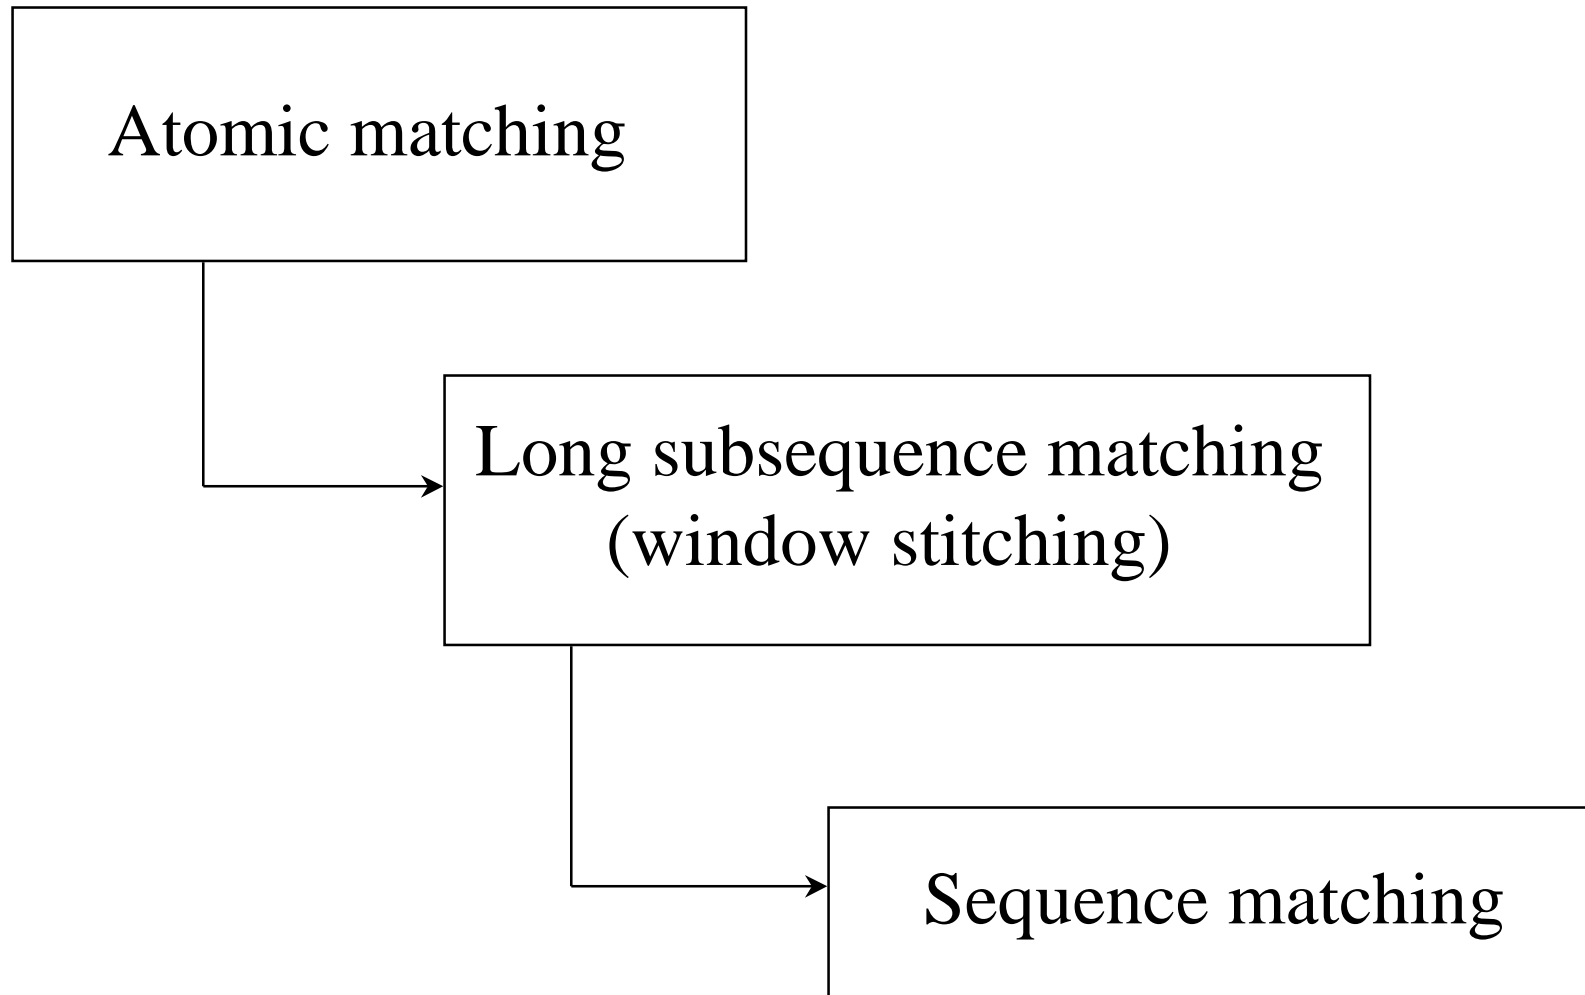 Atomic matching
Long subsequence matching
(window stitching)
Sequence matching